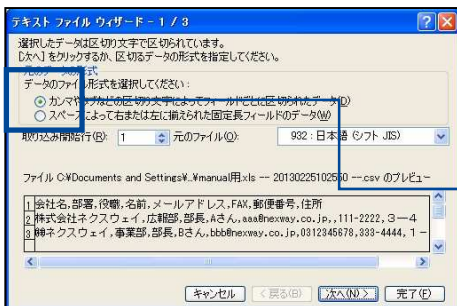 テキスト ファイル ウィザード - 1 / 3
選択したデータは区切り文字で区切られています。
[次へ] をクリックするか、区切るデータの形式を指定してください。
元のデータの形式
データのファイル形式を選択してください:
カンマやタブなどの区切り文字によってフィールドごとに区切られたデータ(D)
スペースによって右または左に揃えられた固定長フィールドのデータ(W)
取り込み開始行(R): 1 元のファイル(O): 932 : 日本語 (シフト JIS)
ファイル C:¥Documents and Settings¥..¥manual用.xls -- 20130225102550 ---.csv のプレビュー
1 会社名,部署,役職,名前,メールアドレス,FAX,郵便番号,住所
2 株式会社ネクスウェイ,広報部,部長,Aさん,aaa@nexway.co.jp,,111-2222,3－4
3 ㈱ネクスウェイ,事業部,部長,Bさん,bbb@nexway.co.jp,0312345678,333-4444,1－
キャンセル <戻る(B) 次へ(N) > 完了(F)